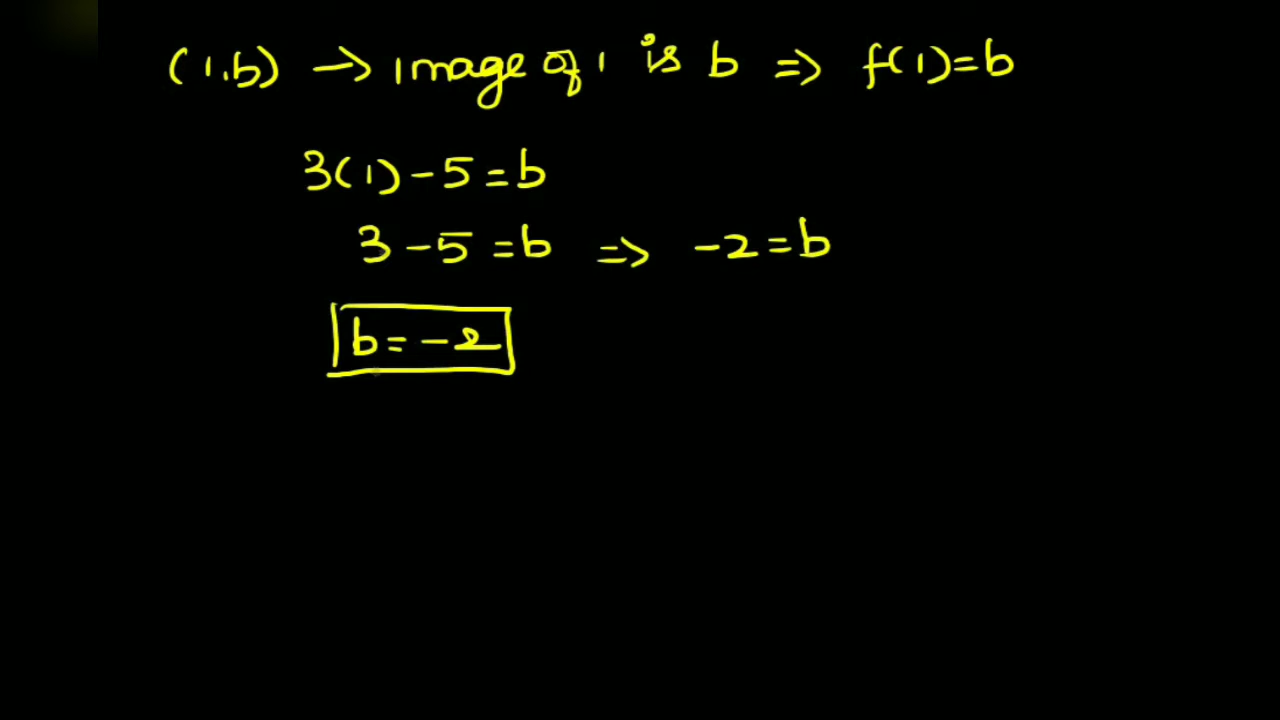 (1,b) → image of 1 is b ⇒ f(1)=b
3(1)-5=b
3-5=b ⇒ -2=b
b=-2